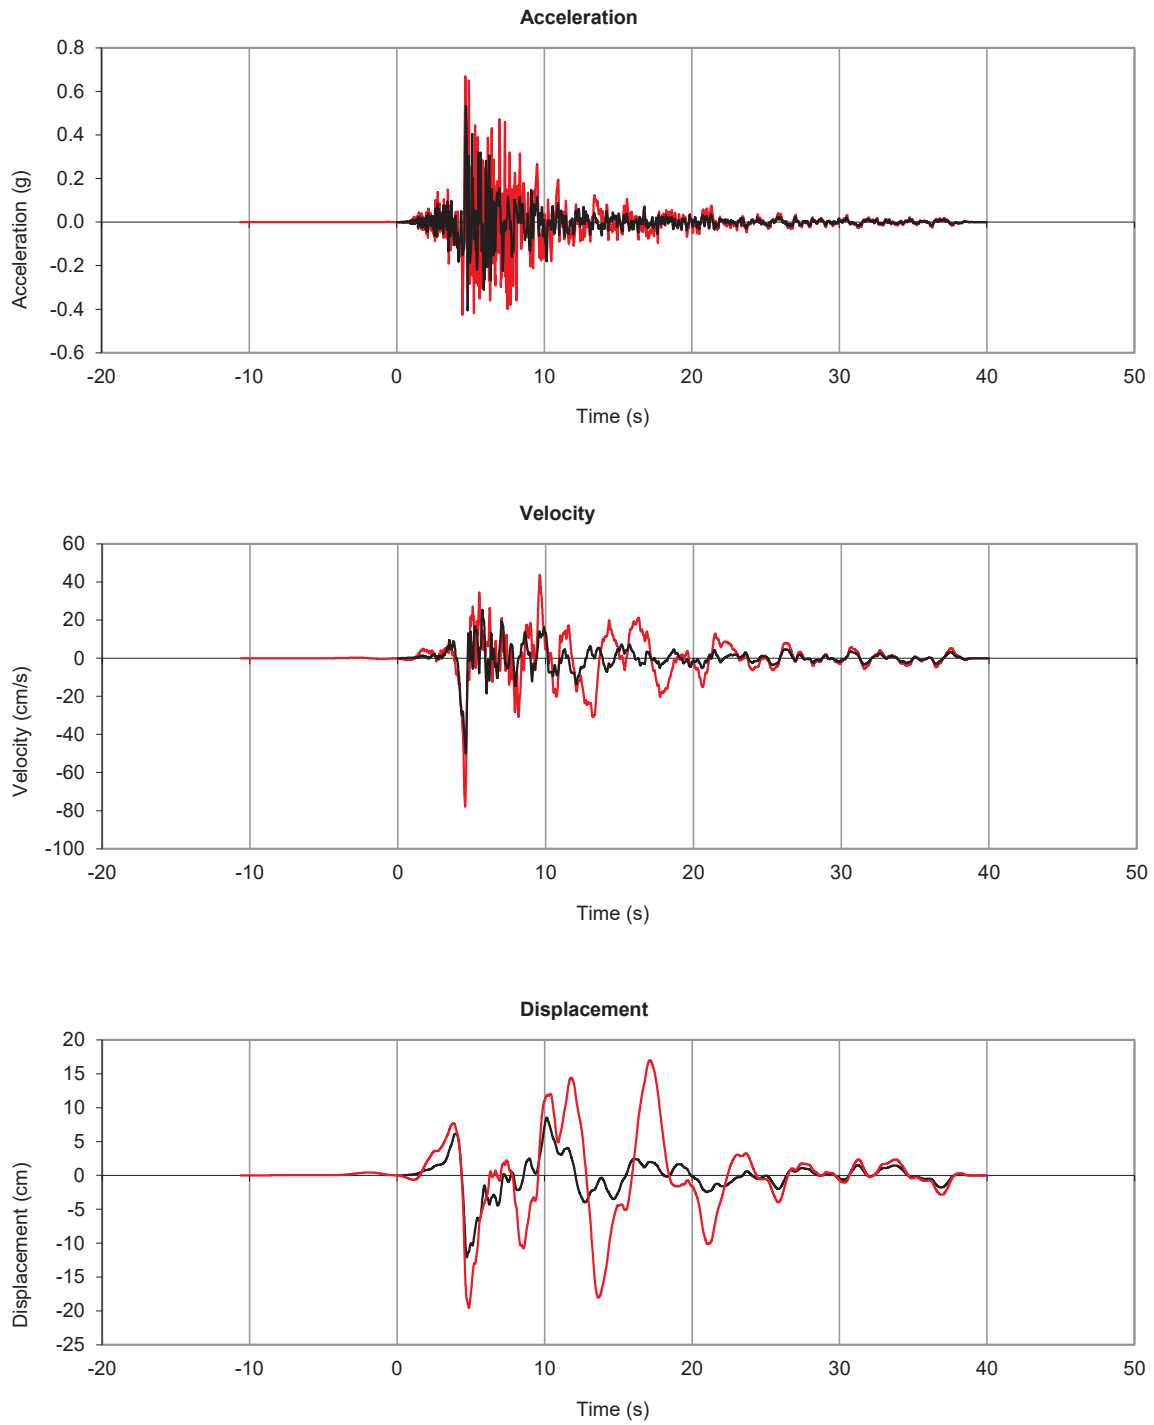 Acceleration
0.8
0.6
0.4
0.2
0.0
-0.2
-0.4
-0.6
Acceleration (g)
-20 -10 0 10 20 30 40 50
Time (s)
Velocity
60
40
20
0
-20
-40
-60
-80
-100
Velocity (cm/s)
-20 -10 0 10 20 30 40 50
Time (s)
Displacement
20
15
10
5
0
-5
-10
-15
-20
-25
Displacement (cm)
-20 -10 0 10 20 30 40 50
Time (s)